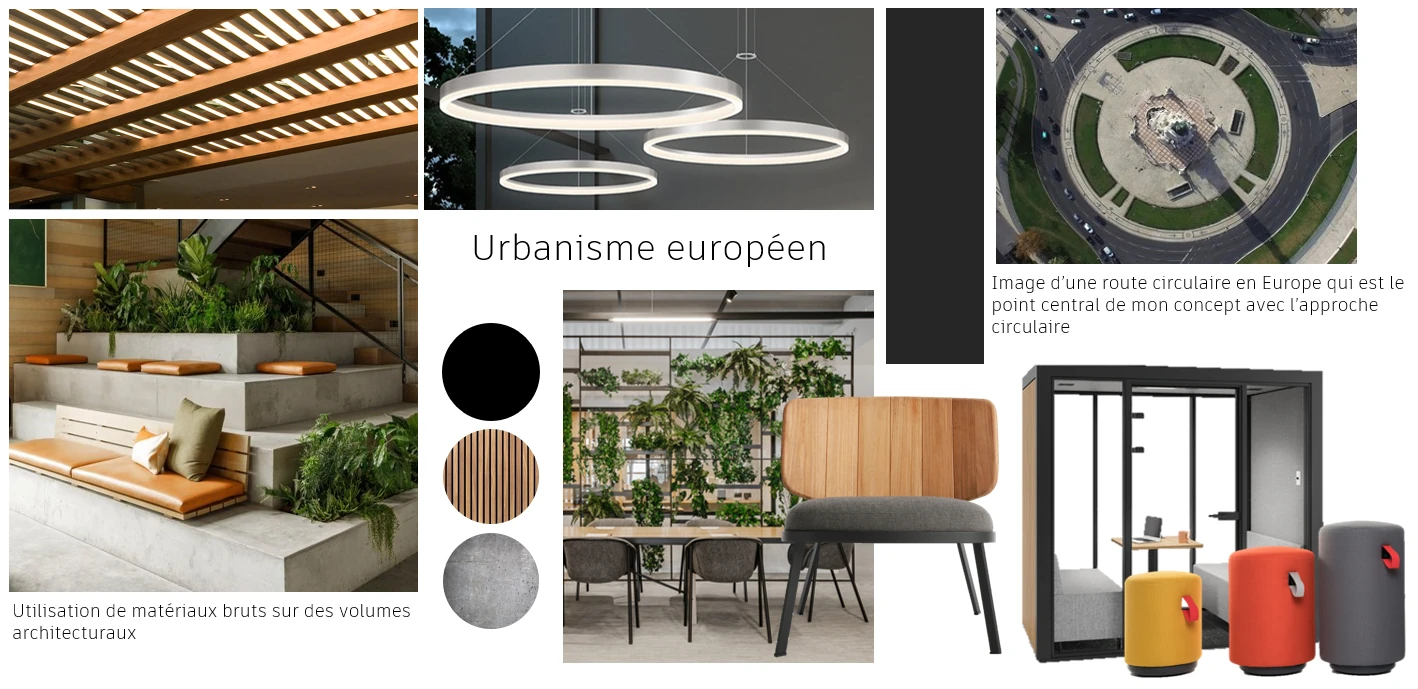 Urbanisme européen
Image d’une route circulaire en Europe qui est le
point central de mon concept avec l’approche
circulaire
Utilisation de matériaux bruts sur des volumes
architecturaux